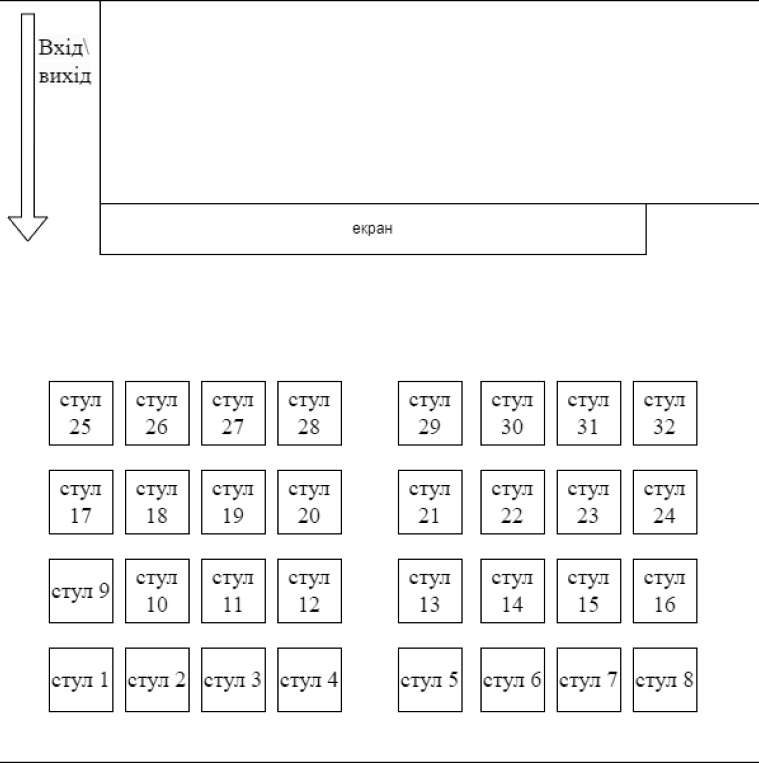 Вхід\
вихід
екран
стул
25
стул
26
стул
27
стул
28
стул
29
стул
30
стул
31
стул
32
стул
17
стул
18
стул
19
стул
20
стул
21
стул
22
стул
23
стул
24
стул 9
стул
10
стул
11
стул
12
стул
13
стул
14
стул
15
стул
16
стул 1
стул 2
стул 3
стул 4
стул 5
стул 6
стул 7
стул 8